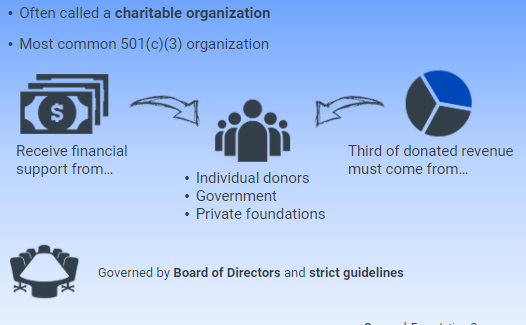 • Often called a charitable organization
• Most common 501(c)(3) organization
$
Receive financial
support from...
• Individual donors
• Government
• Private foundations
Third of donated revenue
must come from...
Governed by Board of Directors and strict guidelines